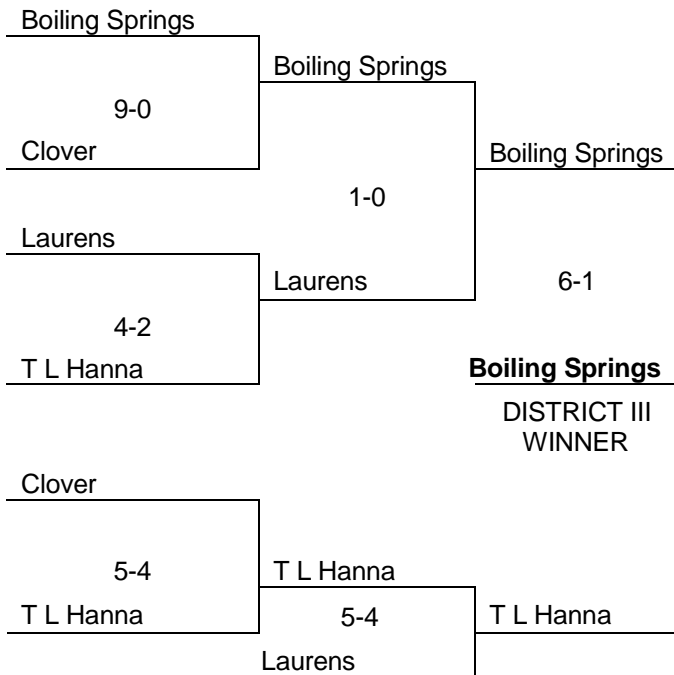 Boiling Springs
Boiling Springs
9-0
Clover
Boiling Springs
1-0
Laurens
Laurens
6-1
4-2
T L Hanna
Boiling Springs
DISTRICT III
WINNER
Clover
5-4
T L Hanna
T L Hanna
5-4
T L Hanna
Laurens